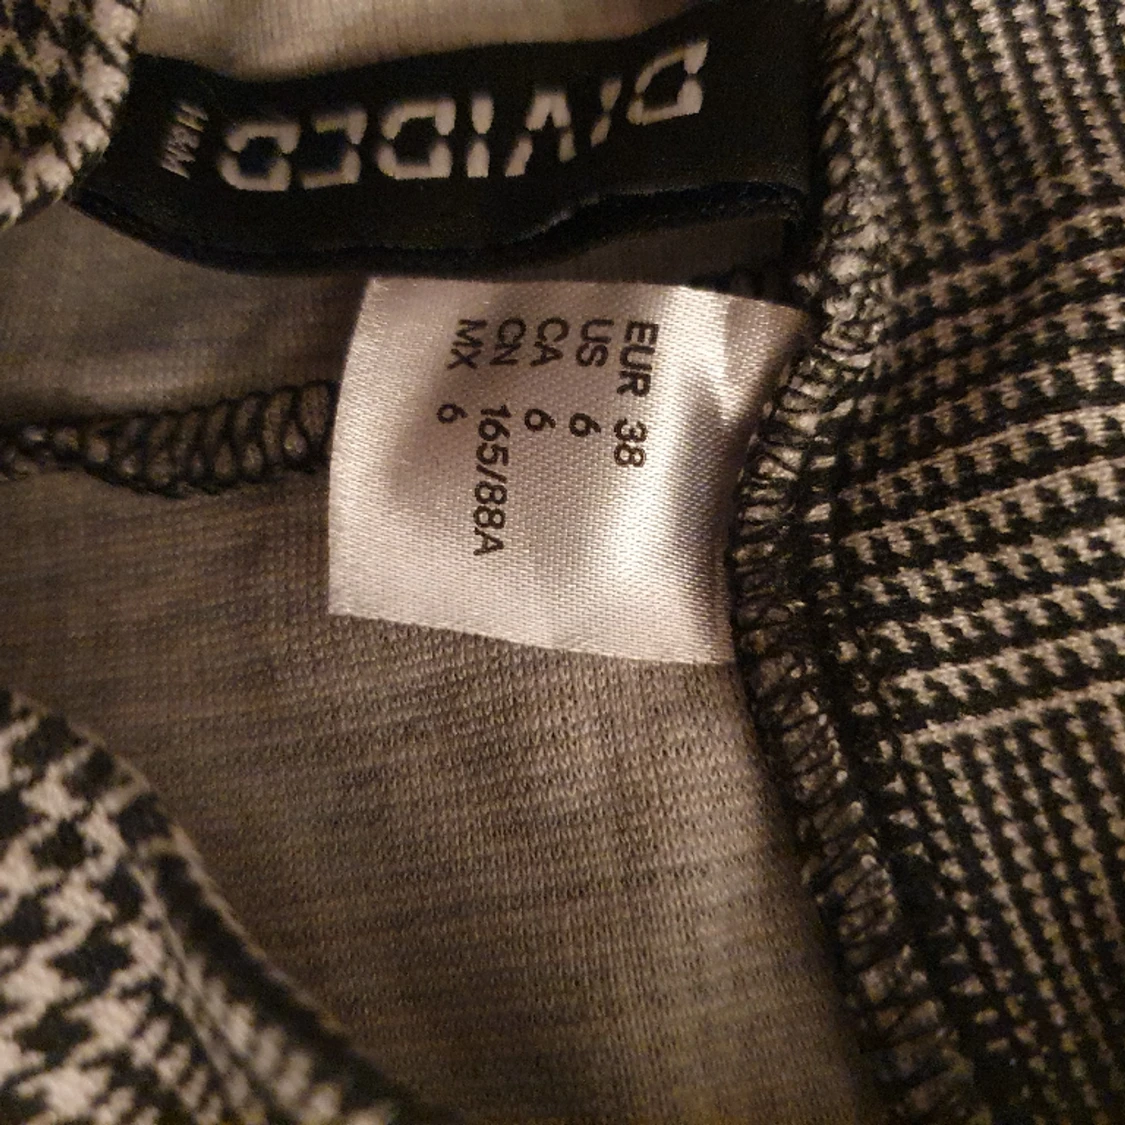 DIVIDED
H&M
EUR 38
US 6
CA 6
CN 165/88A
MX 6